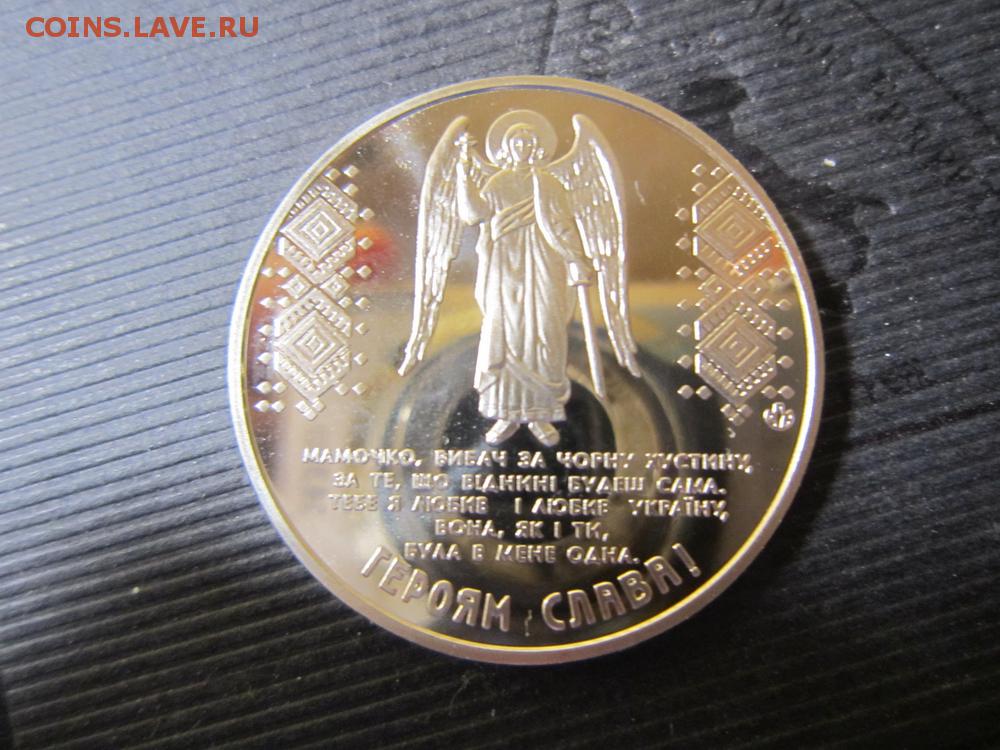 COINS.LAVE.RU
МАМОЧКО, ВИБАЧ ЗА ЧОРНУ ХУСТИНУ,
ЗА ТЕ, ЩО ВІДНИНІ БУДЕШ САМА.
ТЕБЕ Я ЛЮБИВ І ЛЮБИВ УКРАЇНУ,
ВОНА, ЯК І ТИ,
БУЛА В МЕНЕ ОДНА.
ГЕРОЯМ СЛАВА!